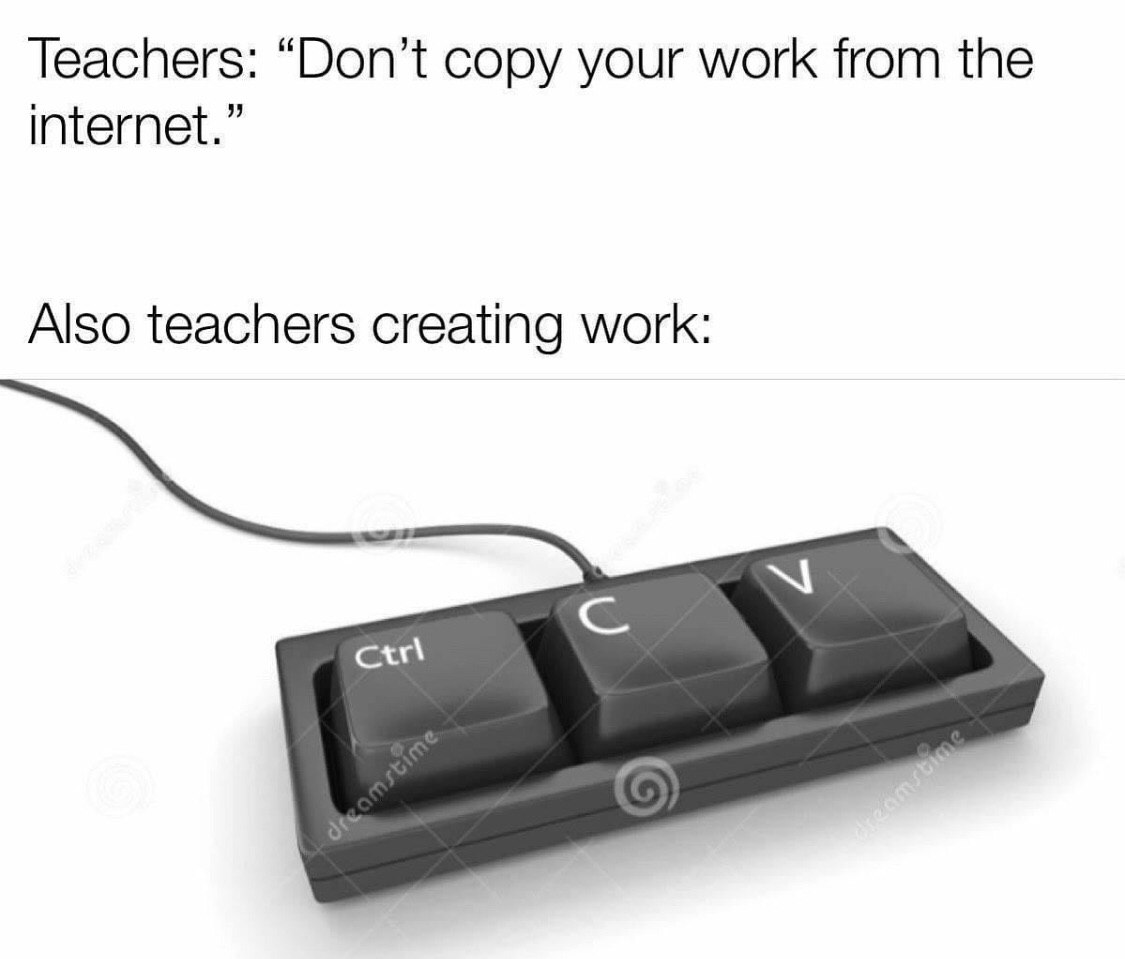 Teachers: “Don’t copy your work from the
internet.”
Also teachers creating work:
Ctrl
C
V
dreamstime
dreamstime